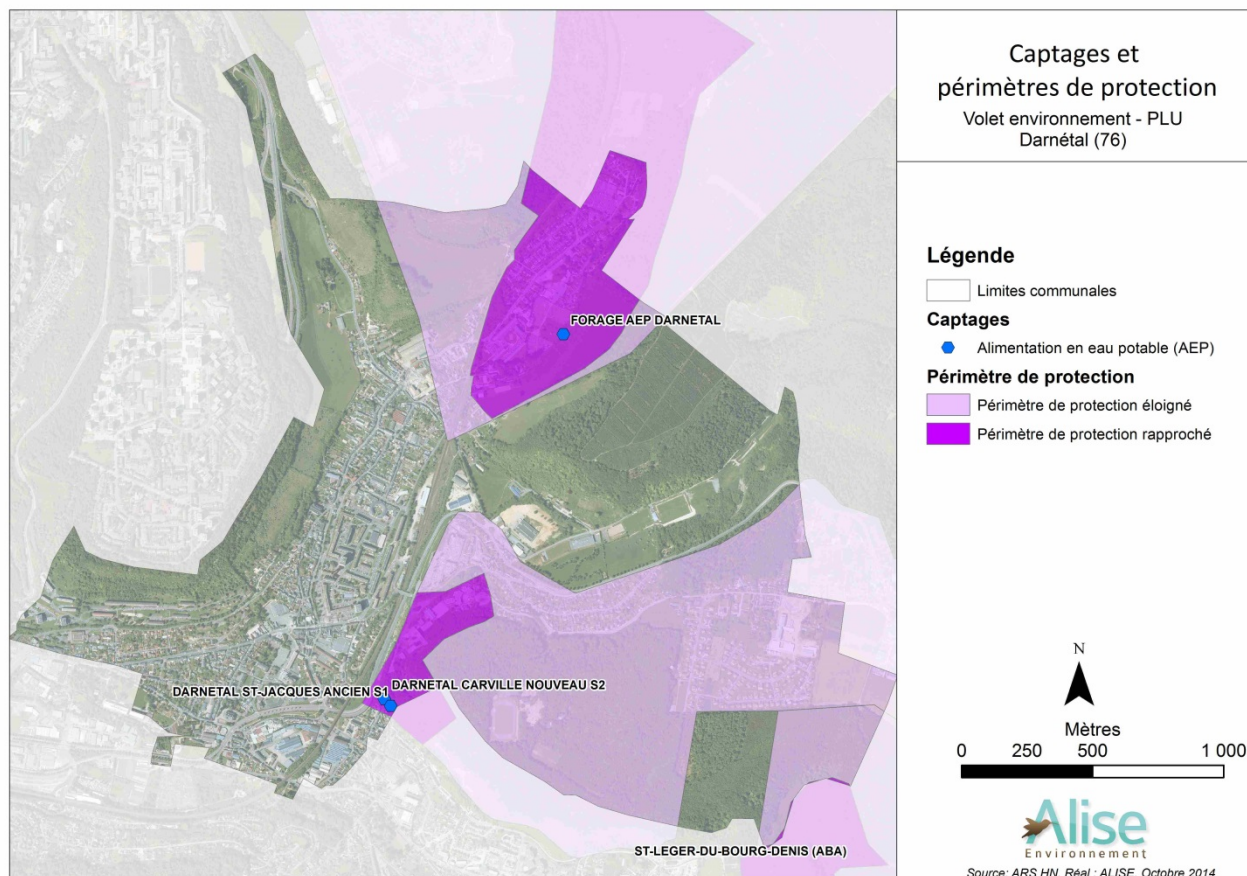 Captages et
périmètres de protection
Volet environnement - PLU
Darnétal (76)
Légende
Limites communales
Captages
Alimentation en eau potable (AEP)
Périmètre de protection
Périmètre de protection éloigné
Périmètre de protection rapproché
FORAGE AEP DARNETAL
DARNETAL ST-JACQUES ANCIEN S1
DARNETAL CARVILLE NOUVEAU S2
ST-LEGER-DU-BOURG-DENIS (ABA)
N
Mètres
0 250 500 1 000
Alise
Environnement
Source: ARS HN, Réal.: ALISE, Octobre 2014